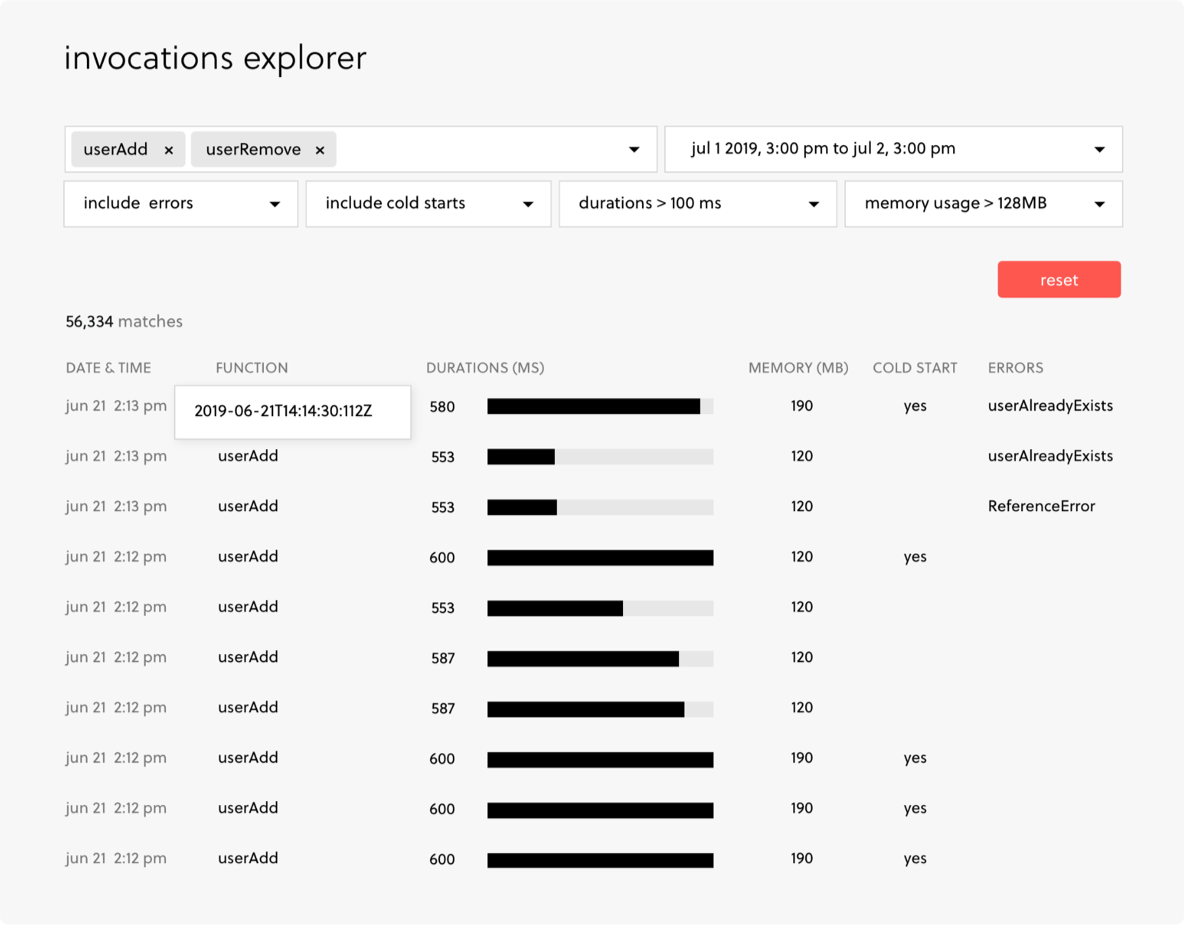 invocations explorer
userAdd × userRemove × jul 1 2019, 3:00 pm to jul 2, 3:00 pm
include errors include cold starts durations > 100 ms memory usage > 128MB
reset
56,334 matches
DATE & TIME FUNCTION DURATIONS (MS) MEMORY (MB) COLD START ERRORS
jun 21 2:13 pm 2019-06-21T14:14:30:112Z 580 190 yes userAlreadyExists
jun 21 2:13 pm userAdd 553 120 userAlreadyExists
jun 21 2:13 pm userAdd 553 120 ReferenceError
jun 21 2:12 pm userAdd 600 120 yes
jun 21 2:12 pm userAdd 553 120
jun 21 2:12 pm userAdd 587 120
jun 21 2:12 pm userAdd 587 120
jun 21 2:12 pm userAdd 600 190 yes
jun 21 2:12 pm userAdd 600 190 yes
jun 21 2:12 pm userAdd 600 190 yes